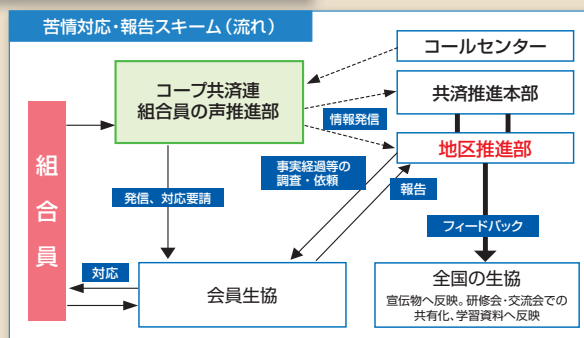 苦情対応・報告スキーム（流れ）
コールセンター
コープ共済連
組合員の声推進部
共済推進本部
情報発信
地区推進部
組合員
事実経過等の
調査・依頼
報告
発信、対応要請
フィードバック
対応
会員生協
全国の生協
宣伝物へ反映。研修会・交流会での
共有化、学習資料へ反映